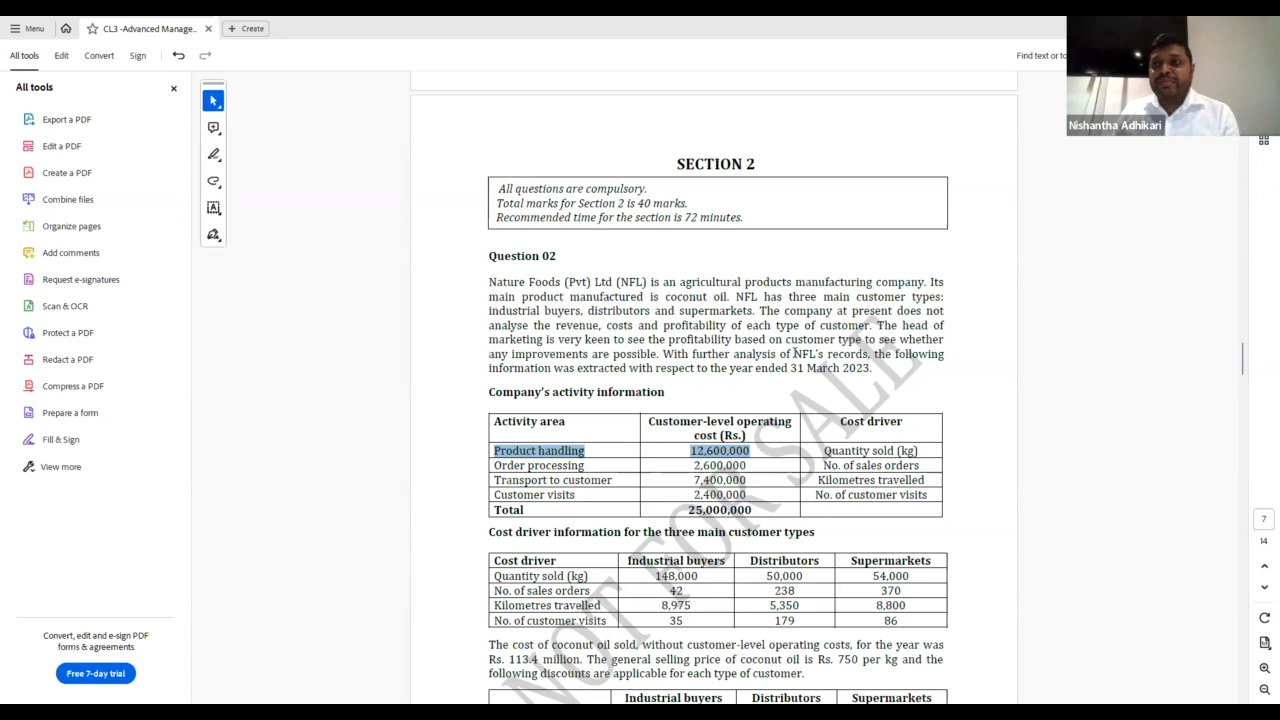 Menu
CL3 -Advanced Manage...
Create
All tools
Edit
Convert
Sign
Find text or to
Nishantha Adhikari
All tools
Export a PDF
Edit a PDF
Create a PDF
Combine files
Organize pages
Add comments
Request e-signatures
Scan & OCR
Protect a PDF
Redact a PDF
Compress a PDF
Prepare a form
Fill & Sign
View more
Convert, edit and e-sign PDF
forms & agreements.
Free 7-day trial
SECTION 2
All questions are compulsory.
Total marks for Section 2 is 40 marks.
Recommended time for the section is 72 minutes.
Question 02
Nature Foods (Pvt) Ltd (NFL) is an agricultural products manufacturing company. Its
main product manufactured is coconut oil. NFL has three main customer types:
industrial buyers, distributors and supermarkets. The company at present does not
analyse the revenue, costs and profitability of each type of customer. The head of
marketing is very keen to see the profitability based on customer type to see whether
any improvements are possible. With further analysis of NFL's records, the following
information was extracted with respect to the year ended 31 March 2023.
Company's activity information
Activity area Customer-level operating cost (Rs.) Cost driver
Product handling 12,600,000 Quantity sold (kg)
Order processing 2,600,000 No. of sales orders
Transport to customer 7,400,000 Kilometres travelled
Customer visits 2,400,000 No. of customer visits
Total 25,000,000
Cost driver information for the three main customer types
Cost driver Industrial buyers Distributors Supermarkets
Quantity sold (kg) 148,000 50,000 54,000
No. of sales orders 42 238 370
Kilometres travelled 8,975 5,350 8,800
No. of customer visits 35 179 86
The cost of coconut oil sold, without customer-level operating costs, for the year was
Rs. 113.4 million. The general selling price of coconut oil is Rs. 750 per kg and the
following discounts are applicable for each type of customer.
Industrial buyers Distributors Supermarkets
NOT FOR SALE
7
14